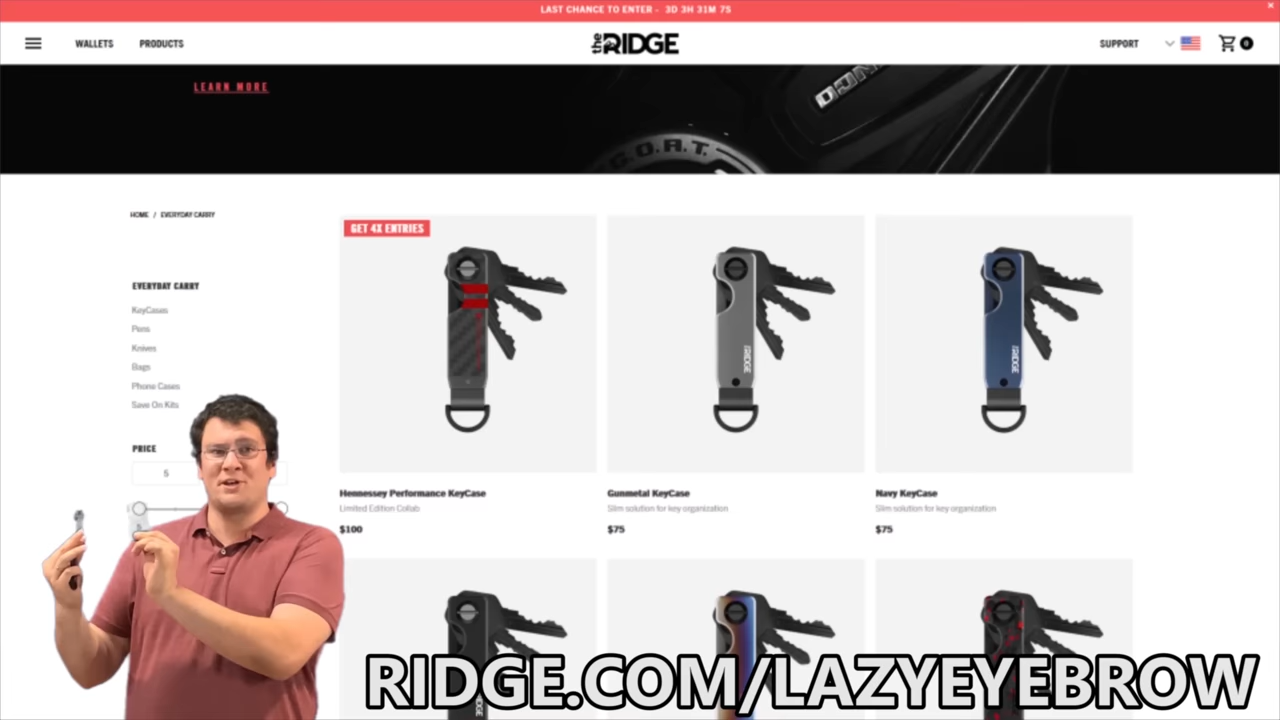 LAST CHANCE TO ENTER - 3D 3H 31M 7S
WALLETS
PRODUCTS
the RIDGE
SUPPORT
0
LEARN MORE
G.O.A.T.
HOME / EVERYDAY CARRY
EVERYDAY CARRY
KeyCases
Pens
Knives
Bags
Phone Cases
Save On Kits
PRICE
GET 4X ENTRIES
RIDGE
RIDGE
Hennessey Performance KeyCase
Limited Edition Collab
$100
Gunmetal KeyCase
Slim solution for key organization
$75
Navy KeyCase
Slim solution for key organization
$75
RIDGE.COM/LAZYEYEBROW